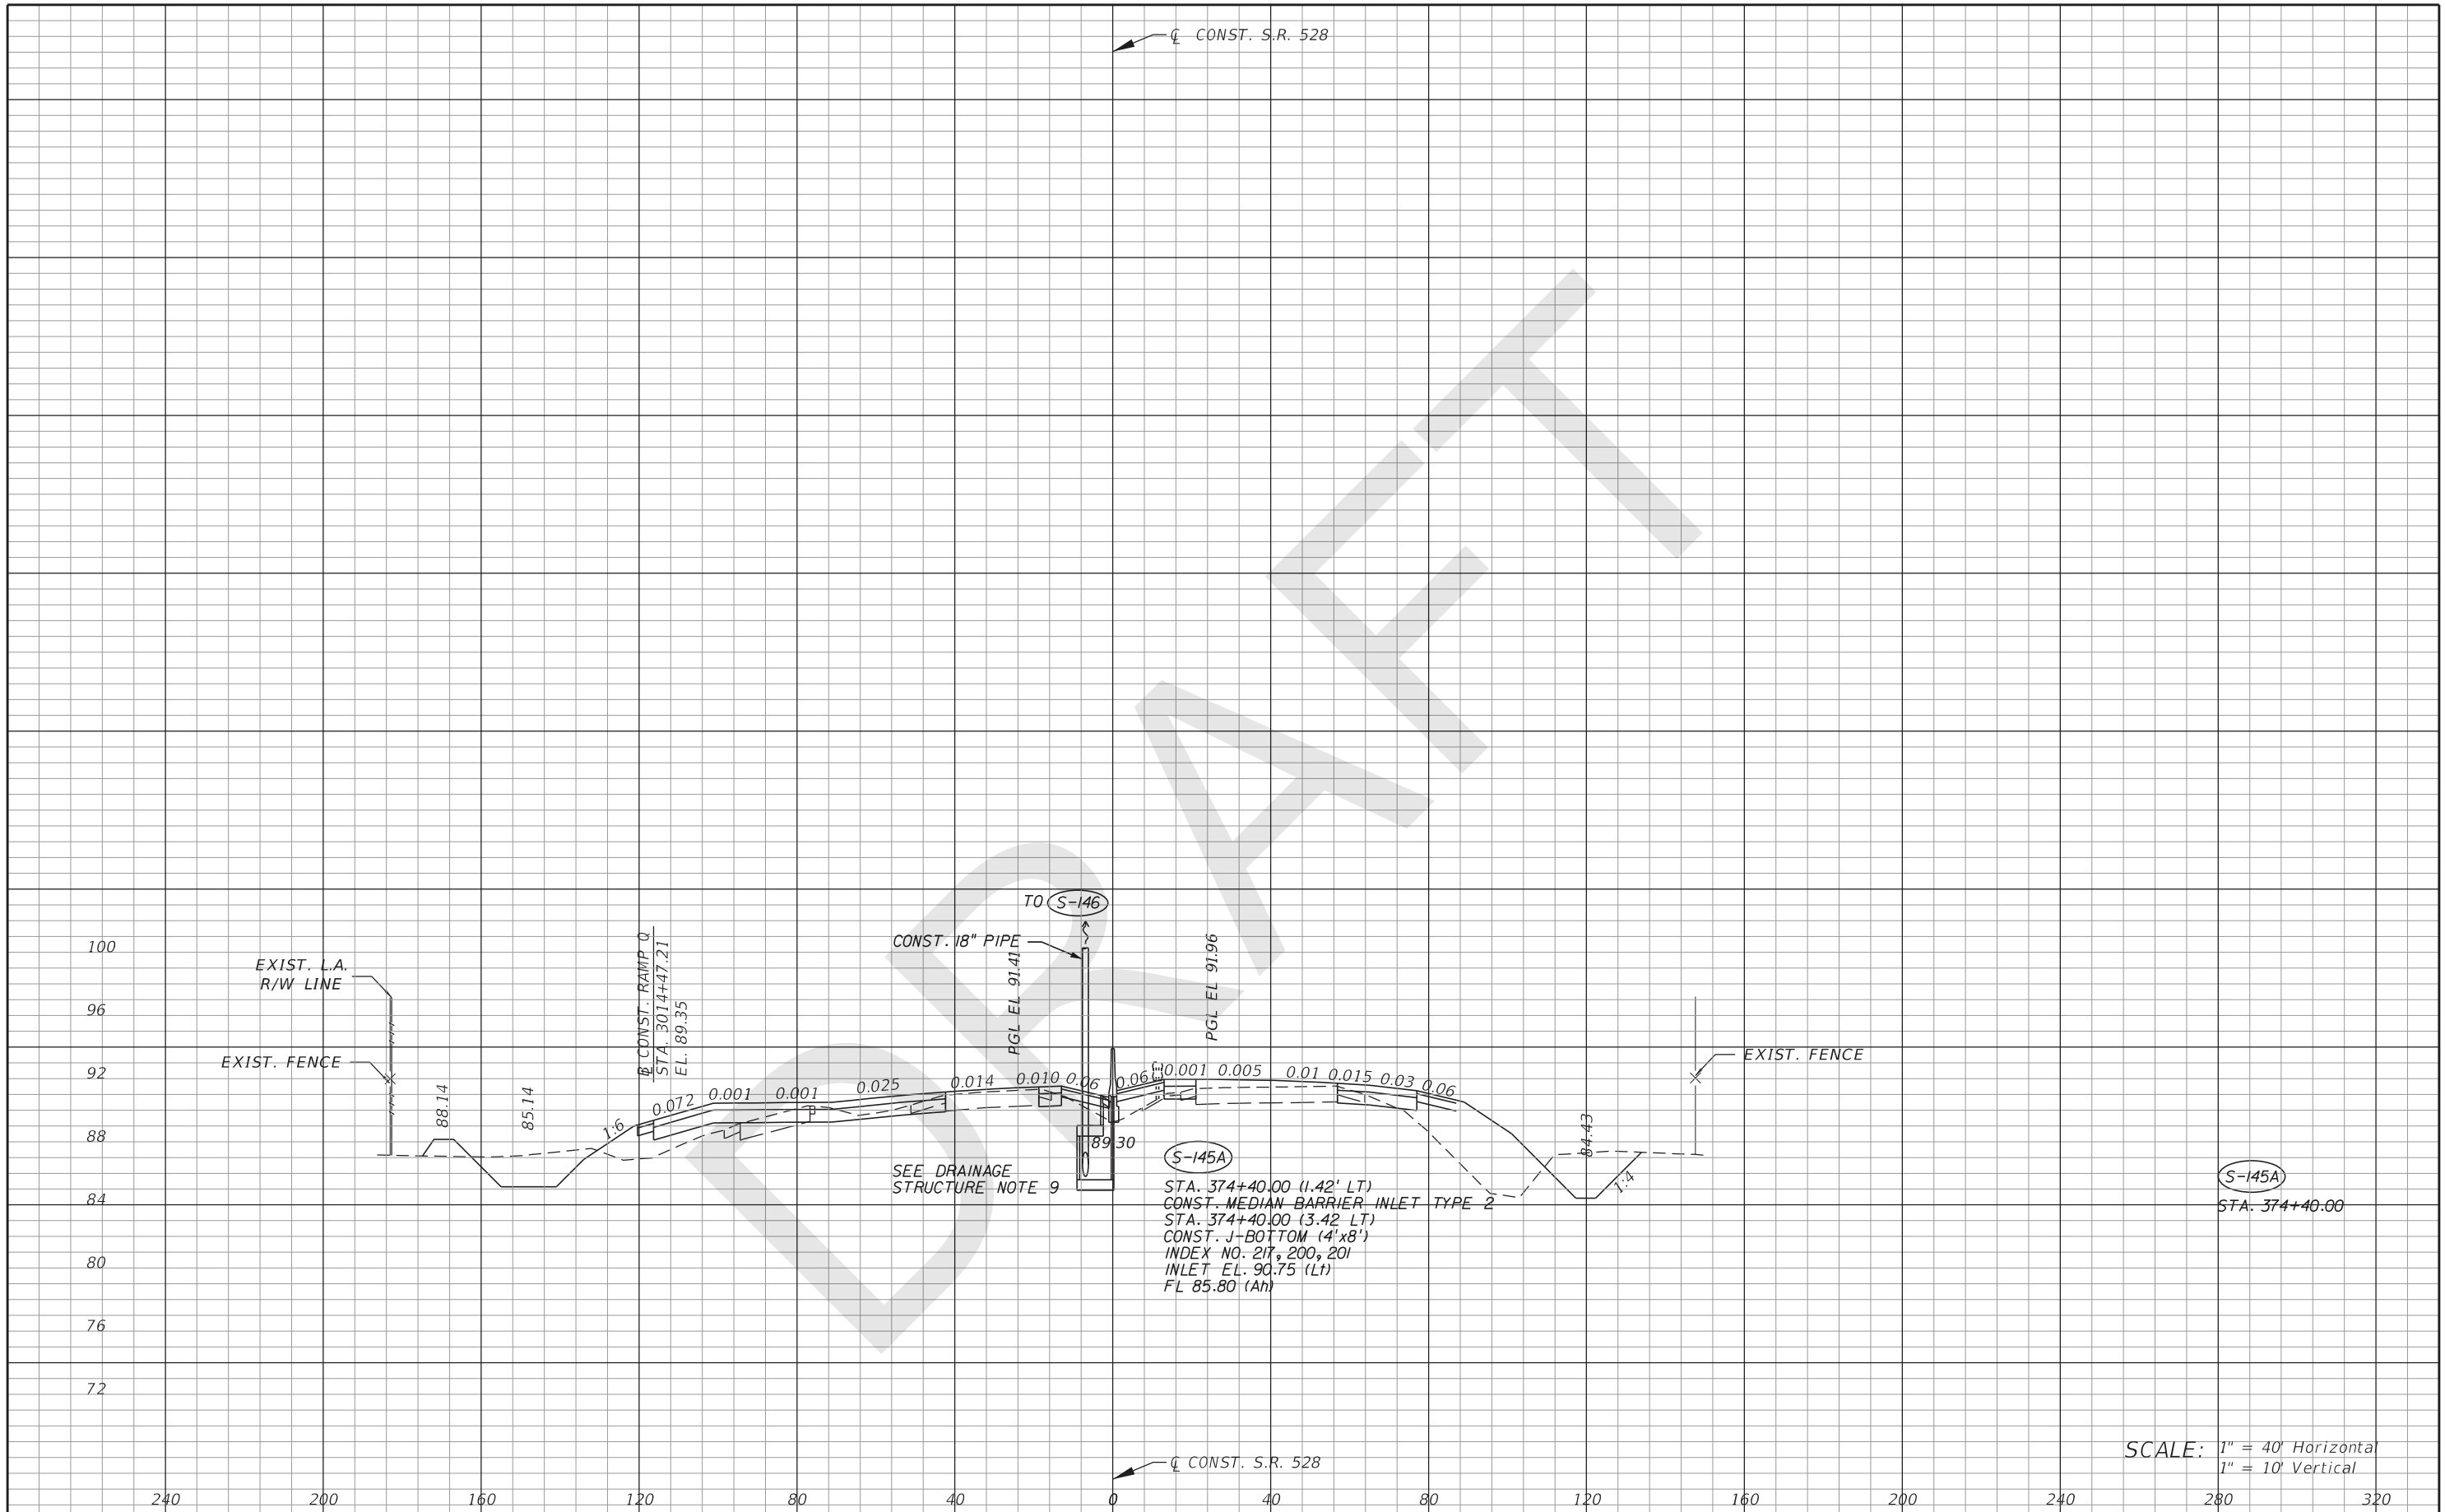 ℄ CONST. S.R. 528
DRAFT
TO S-146
CONST. 18" PIPE
PGL EL 91.41
PGL EL 91.96
100
96
92
88
84
80
76
72
EXIST. L.A.
R/W LINE
EXIST. FENCE
88.14
85.14
1:6
℄ CONST. RAMP Q
STA. 3014+47.21
EL. 89.35
0.072
0.001
0.001
0.025
0.014
0.010
0.06
0.06
0.001
0.005
0.01
0.015
0.03
0.06
EXIST. FENCE
84.43
1:4
89.30
SEE DRAINAGE
STRUCTURE NOTE 9
S-145A
STA. 374+40.00 (1.42' LT)
CONST. MEDIAN BARRIER INLET TYPE 2
STA. 374+40.00 (3.42 LT)
CONST. J-BOTTOM (4'x8')
INDEX NO. 217, 200, 201
INLET EL. 90.75 (Lt)
FL 85.80 (Ah)
S-145A
STA. 374+40.00
℄ CONST. S.R. 528
SCALE: 1" = 40' Horizontal
1" = 10' Vertical
240 200 160 120 80 40 0 40 80 120 160 200 240 280 320